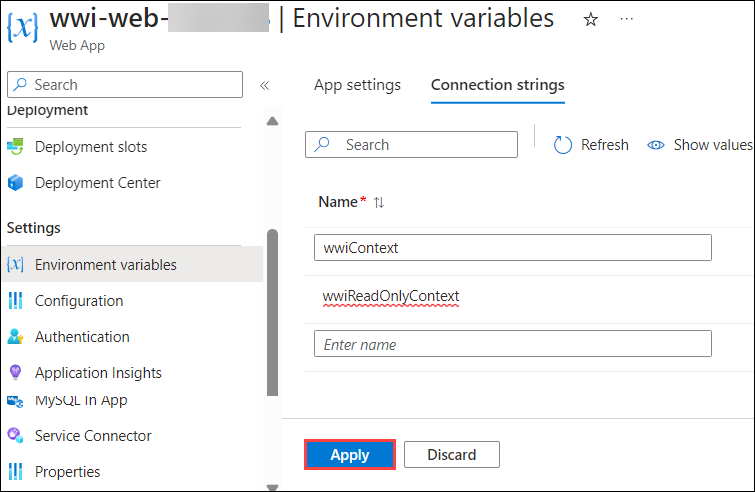 {x} wwi-web- | Environment variables ☆ ...
Web App
Search «
Deployment
Deployment slots
Deployment Center
Settings
{x} Environment variables
Configuration
Authentication
Application Insights
MySQL In App
Service Connector
Properties
App settings Connection strings
Search Refresh Show values
Name*
wwiContext
wwiReadOnlyContext
Enter name
Apply Discard